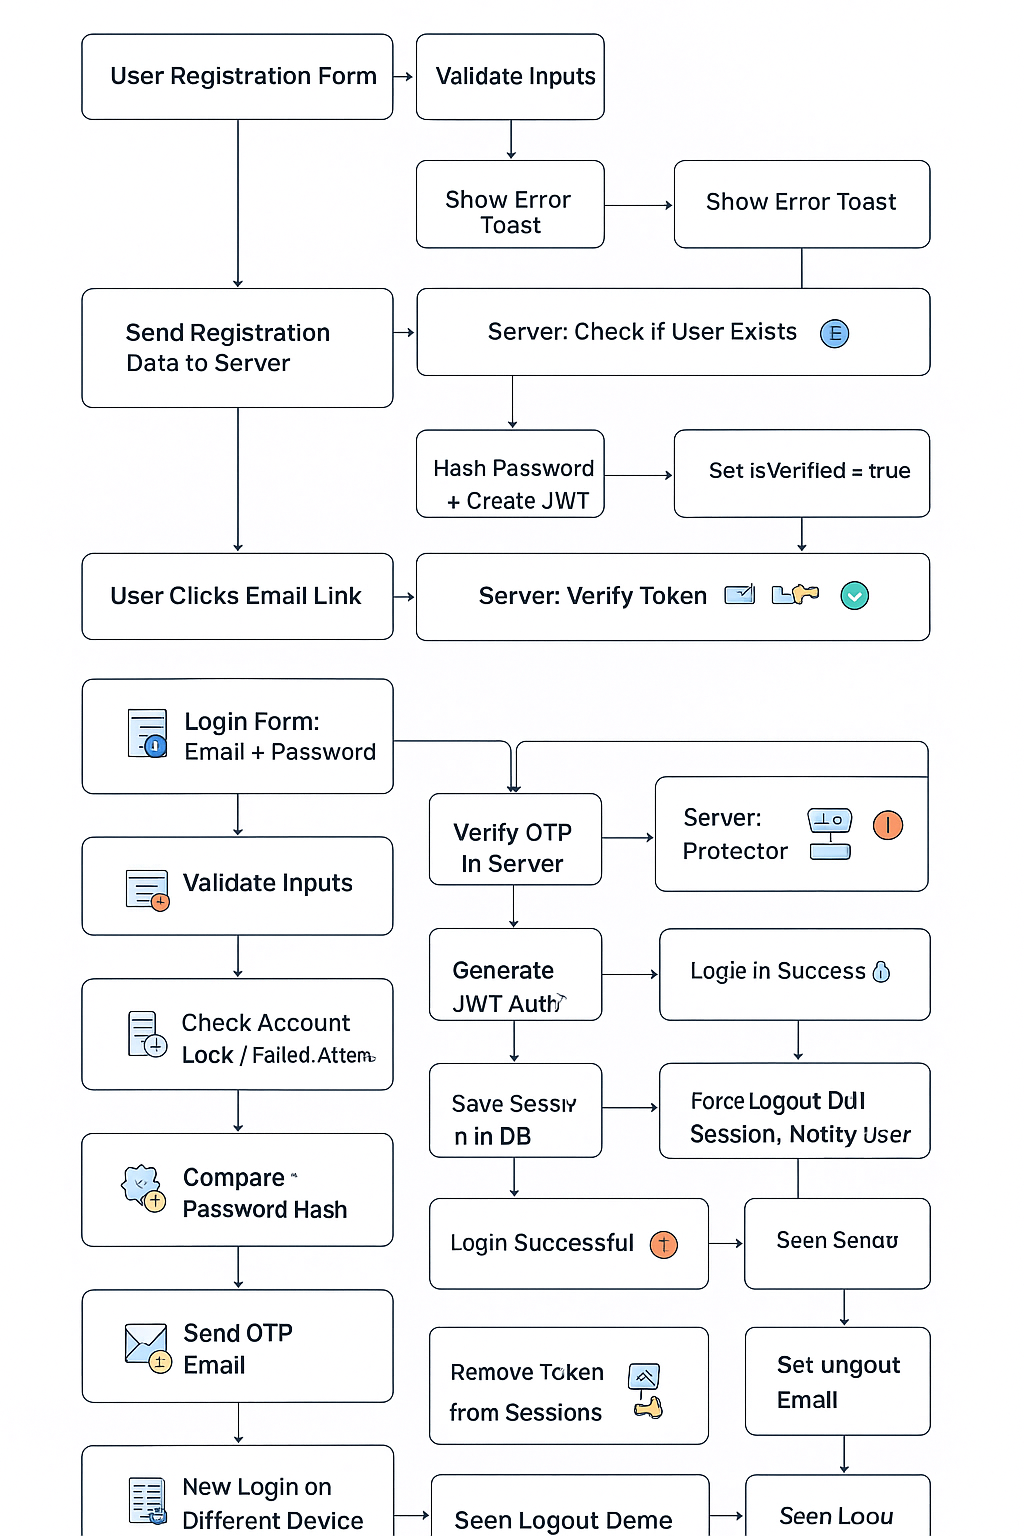 User Registration Form
Validate Inputs
Show Error
Toast
Show Error Toast
Send Registration
Data to Server
Server: Check if User Exists
Hash Password
+ Create JWT
Set isVerifled = true
User Clicks Email Link
Server: Verify Token
Login Form:
Email + Password
Verify OTP
In Server
Server:
Protector
Validate Inputs
Generate
JWT Auth
Logie in Success
Check Account
Lock / Failed.Attem
Save Sessiy
n in DB
Force Logout
Session, Notity User
Compare
Password Hash
Login Successful
Seen Senau
Send OTP
Email
Remove Token
from Sessions
Set ungout
Emall
New Login on
Different Device
Seen Logout Deme
Seen Loou